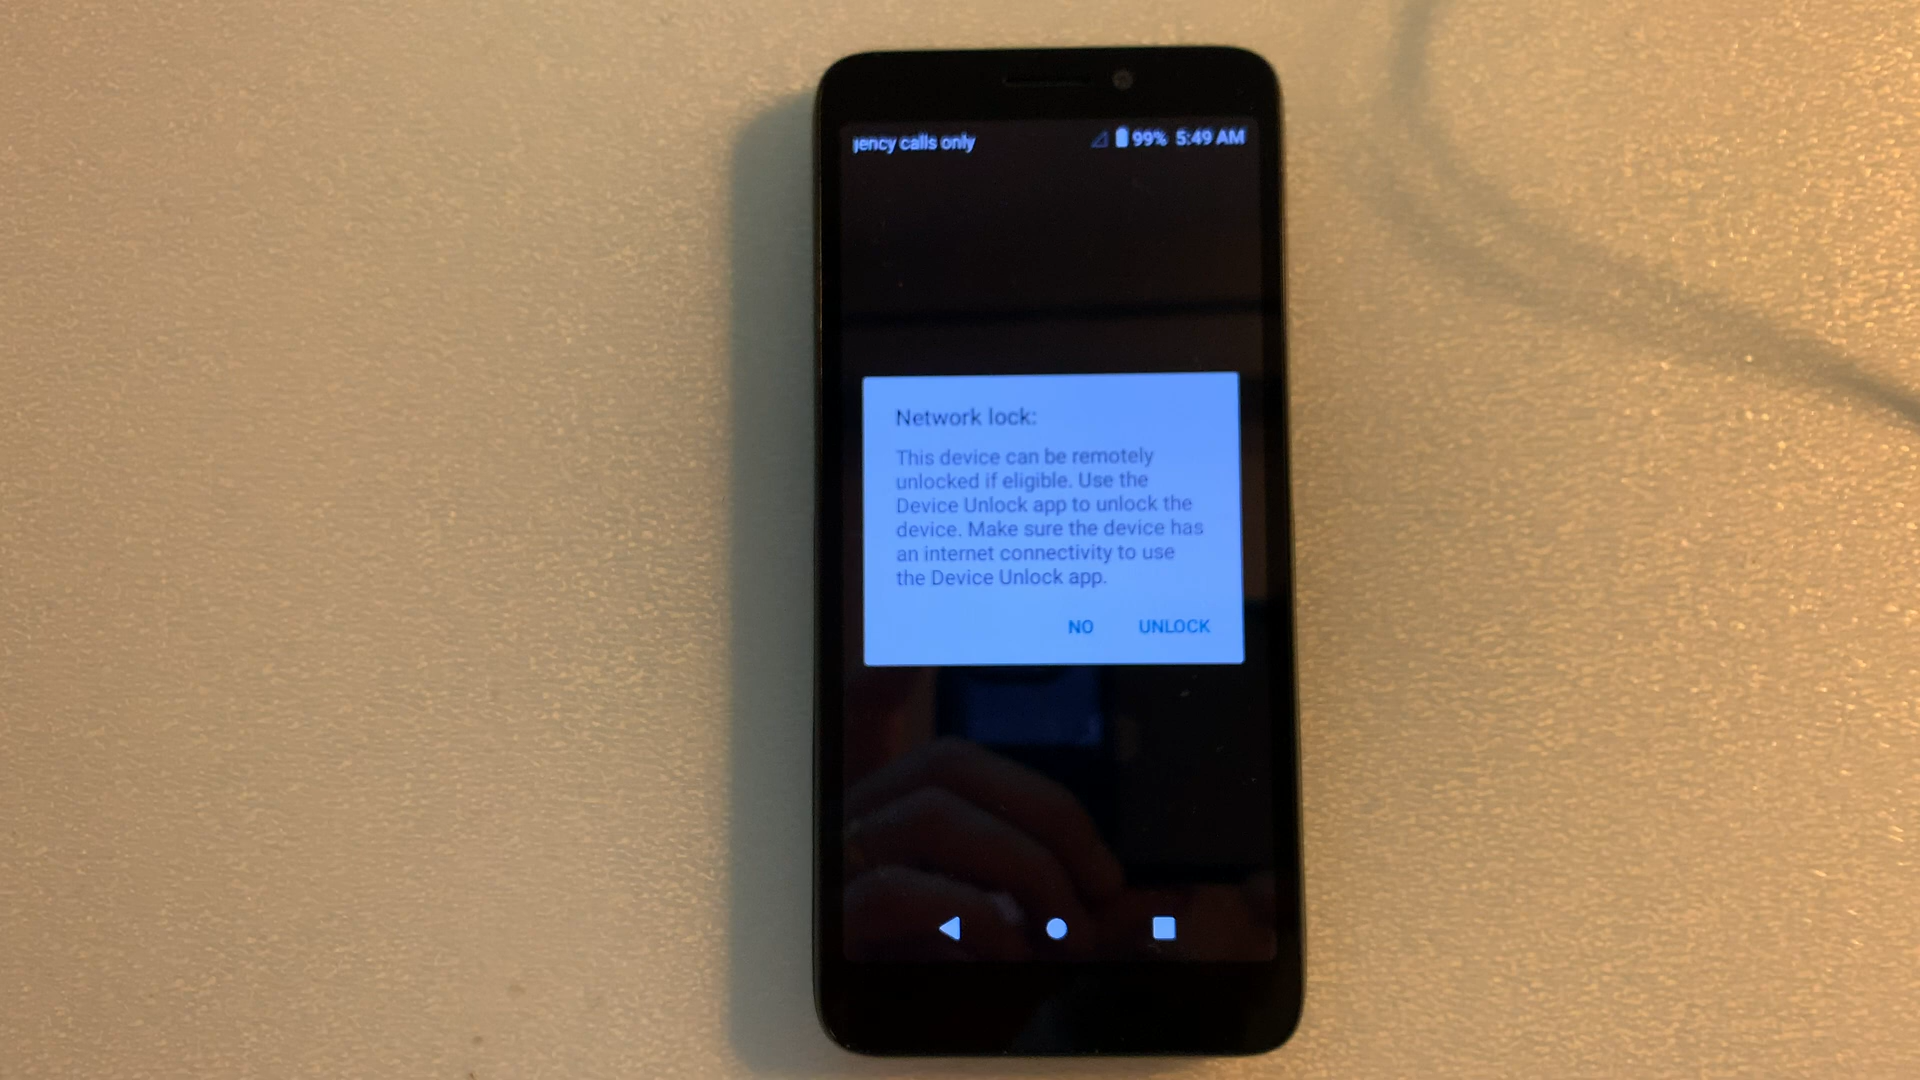 calls only 99% 5:49 AM
Network lock:
This device can be remotely
unlocked if eligible. Use the
Device Unlock app to unlock the
device. Make sure the device has
an internet connectivity to use
the Device Unlock app.
NO UNLOCK